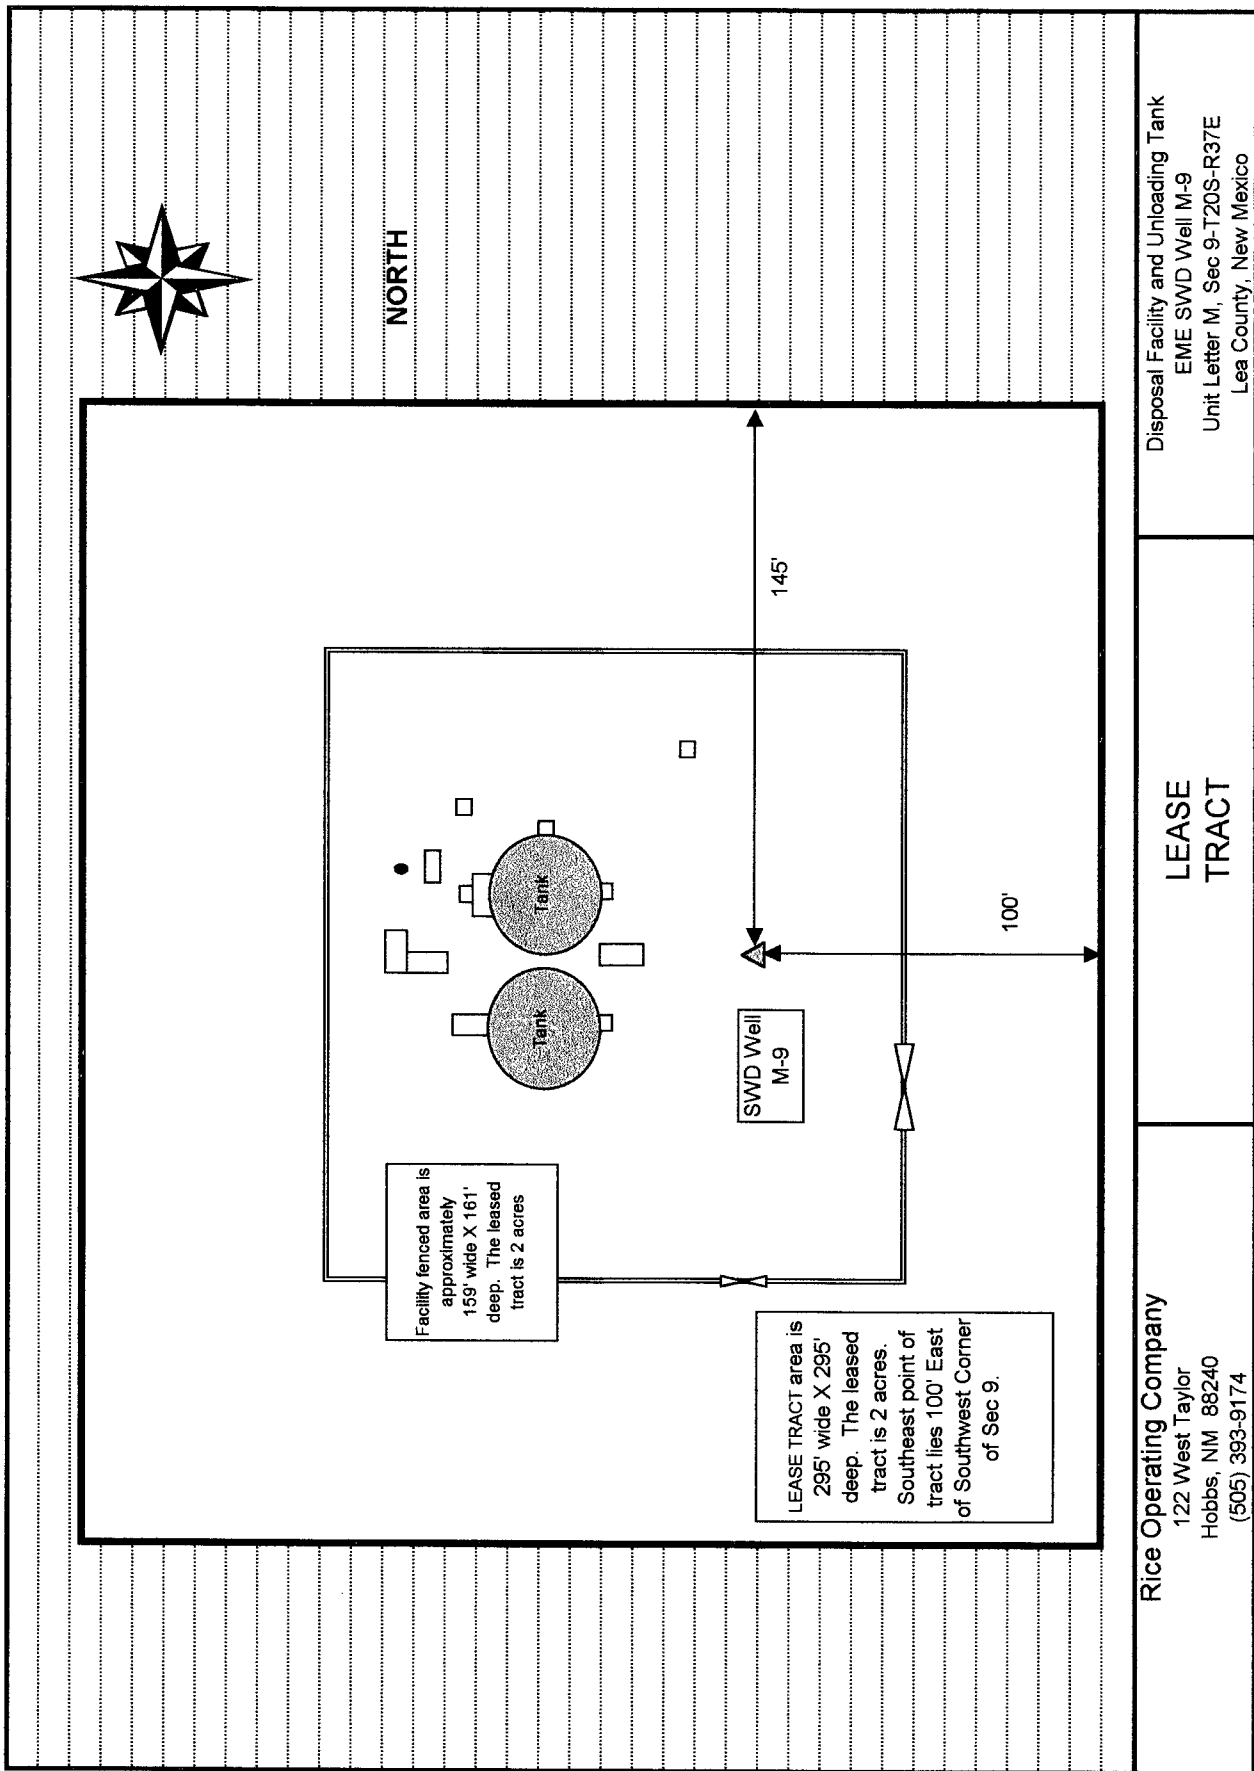 NORTH
Facility fenced area is
approximately
159' wide X 161'
deep. The leased
tract is 2 acres
Tank
Tank
SWD Well
M-9
145'
100'
LEASE TRACT area is
295' wide X 295'
deep. The leased
tract is 2 acres.
Southeast point of
tract lies 100' East
of Southwest Corner
of Sec 9.
Rice Operating Company
122 West Taylor
Hobbs, NM 88240
(505) 393-9174
LEASE
TRACT
Disposal Facility and Unloading Tank
EME SWD Well M-9
Unit Letter M, Sec 9-T20S-R37E
Lea County, New Mexico